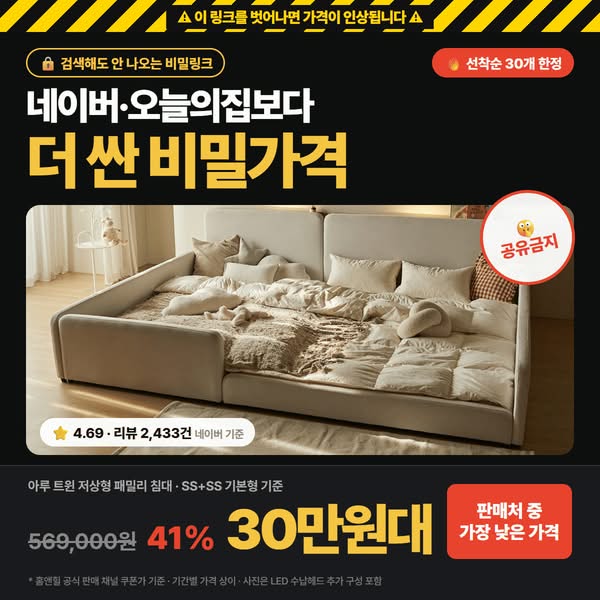 ⚠ 이 링크를 벗어나면 가격이 인상됩니다 ⚠
🔒 검색해도 안 나오는 비밀링크
🔥 선착순 30개 한정
네이버·오늘의집보다
더 싼 비밀가격
🤫 공유금지
⭐ 4.69 · 리뷰 2,433건 네이버 기준
아루 트윈 저상형 패밀리 침대 · SS+SS 기본형 기준
569,000원 41% 30만원대
판매처 중
가장 낮은 가격
* 홈앤힐 공식 판매 채널 쿠폰가 기준 · 기간별 가격 상이 · 사진은 LED 수납헤드 추가 구성 포함